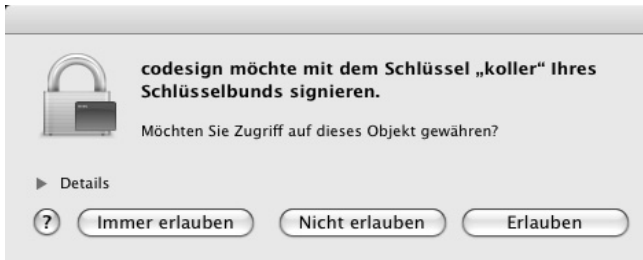 codesign möchte mit dem Schlüssel „koller“ Ihres
Schlüsselbunds signieren.
Möchten Sie Zugriff auf dieses Objekt gewähren?
Details
? Immer erlauben Nicht erlauben Erlauben